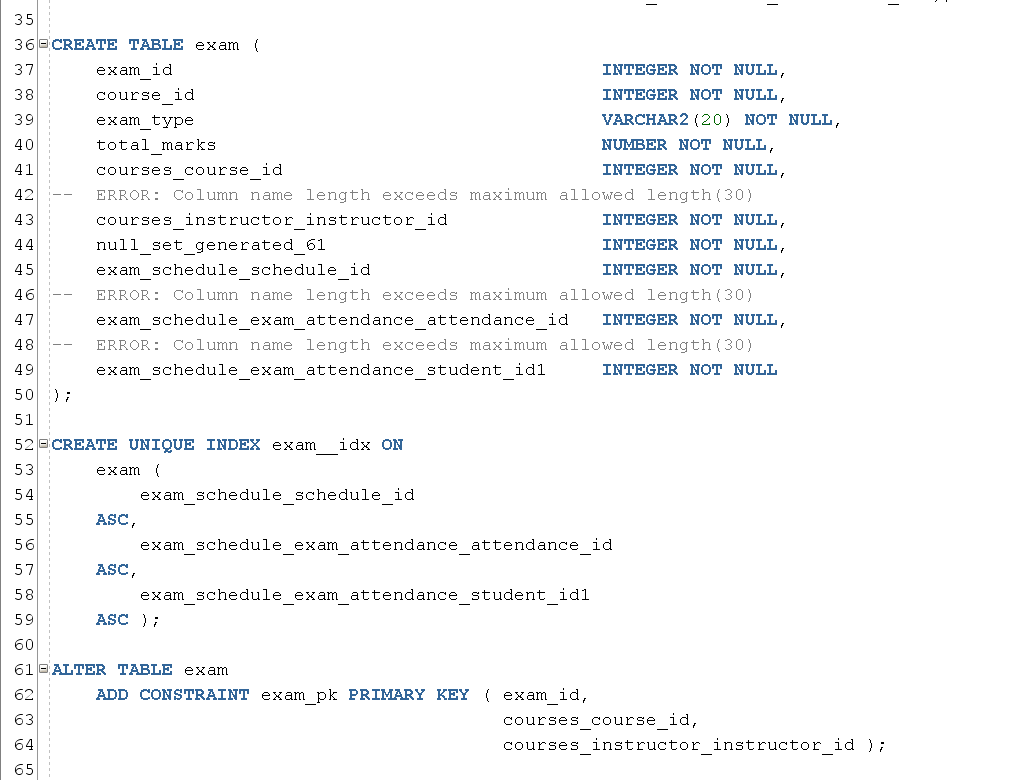 35
36 CREATE TABLE exam (
37     exam_id                                       INTEGER NOT NULL,
38     course_id                                     INTEGER NOT NULL,
39     exam_type                                     VARCHAR2(20) NOT NULL,
40     total_marks                                   NUMBER NOT NULL,
41     courses_course_id                             INTEGER NOT NULL,
42 --  ERROR: Column name length exceeds maximum allowed length(30)
43     courses_instructor_instructor_id              INTEGER NOT NULL,
44     null_set_generated_61                         INTEGER NOT NULL,
45     exam_schedule_schedule_id                     INTEGER NOT NULL,
46 --  ERROR: Column name length exceeds maximum allowed length(30)
47     exam_schedule_exam_attendance_attendance_id   INTEGER NOT NULL,
48 --  ERROR: Column name length exceeds maximum allowed length(30)
49     exam_schedule_exam_attendance_student_id1     INTEGER NOT NULL
50 );
51
52 CREATE UNIQUE INDEX exam__idx ON
53     exam (
54         exam_schedule_schedule_id
55     ASC,
56         exam_schedule_exam_attendance_attendance_id
57     ASC,
58         exam_schedule_exam_attendance_student_id1
59     ASC );
60
61 ALTER TABLE exam
62     ADD CONSTRAINT exam_pk PRIMARY KEY ( exam_id,
63                                          courses_course_id,
64                                          courses_instructor_instructor_id );
65